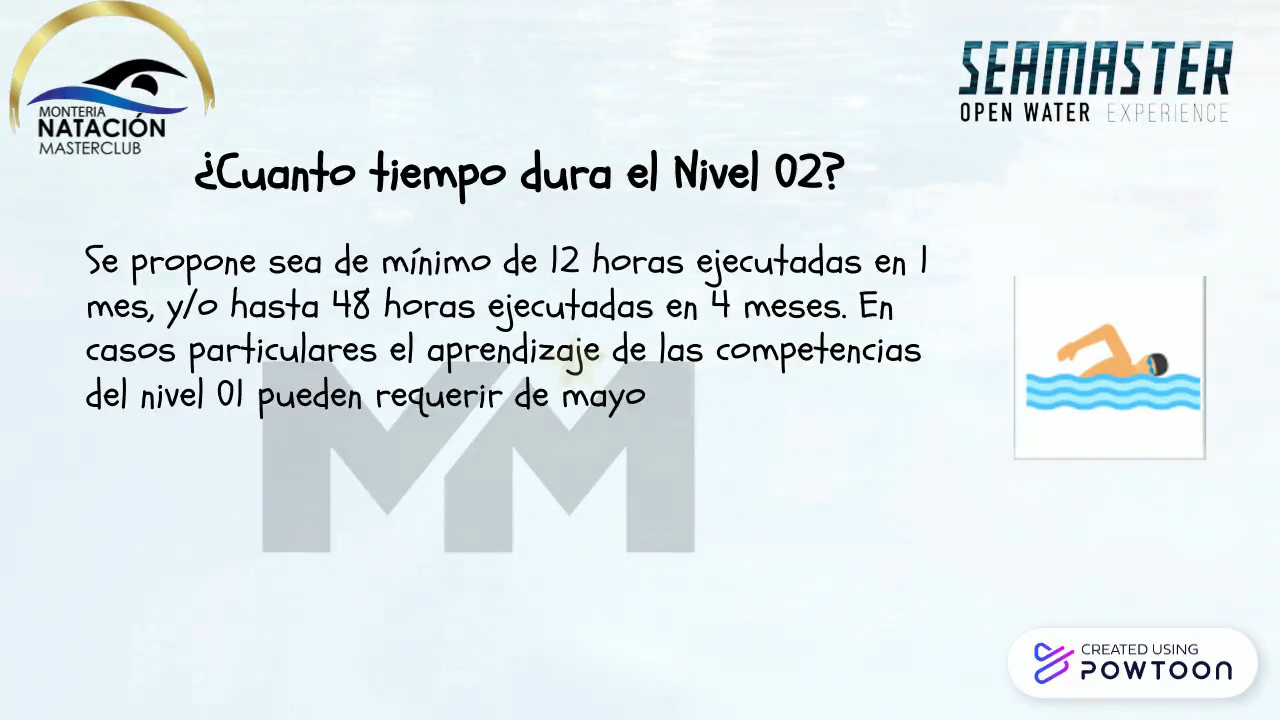 MONTERIA
NATACIÓN
MASTERCLUB
SEAMASTER
OPEN WATER EXPERIENCE
¿Cuanto tiempo dura el Nivel 02?
Se propone sea de mínimo de 12 horas ejecutadas en 1
mes, y/o hasta 48 horas ejecutadas en 4 meses. En
casos particulares el aprendizaje de las competencias
del nivel 01 pueden requerir de mayo
MM
CREATED USING
POWTOON